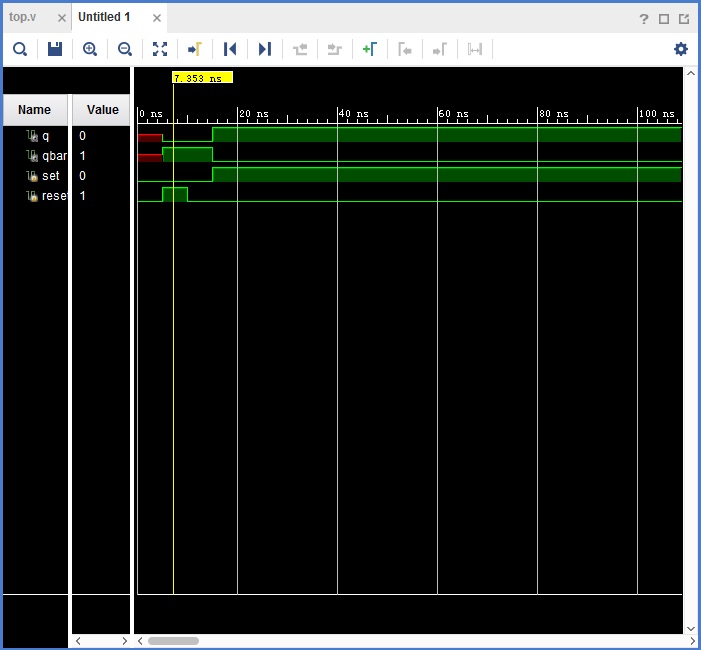 top.v
Untitled 1
7.353 ns
Name
Value
0 ns
20 ns
40 ns
60 ns
80 ns
100 ns
q
0
qbar
1
set
0
reset
1